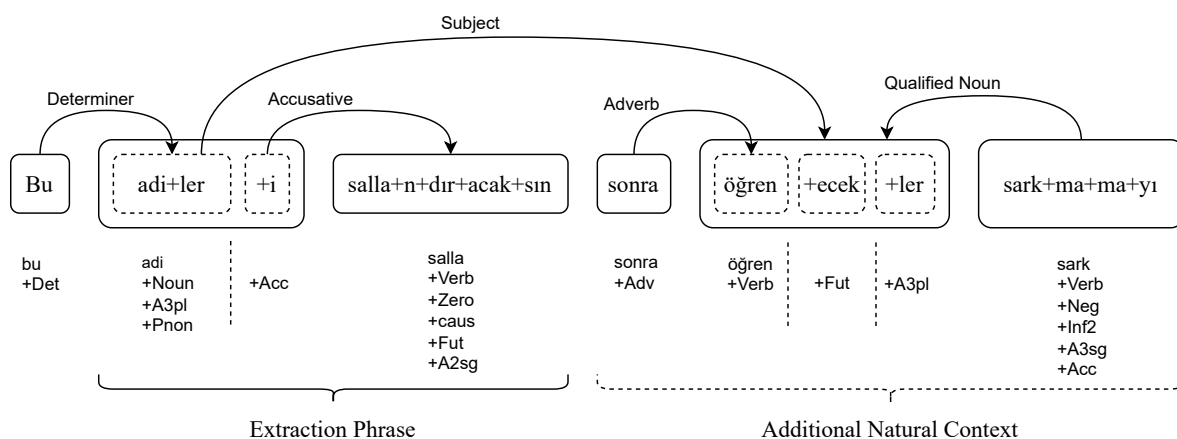 Subject
Determiner
Accusative
Adverb
Qualified Noun
Bu
adi+ler
+i
salla+n+dır+acak+sın
sonra
öğren
+ecek
+ler
sark+ma+ma+yı
bu
+Det
adi
+Noun
+A3pl
+Pnon
+Acc
salla
+Verb
+Zero
+caus
+Fut
+A2sg
sonra
+Adv
öğren
+Verb
+Fut
+A3pl
sark
+Verb
+Neg
+Inf2
+A3sg
+Acc
Extraction Phrase
Additional Natural Context